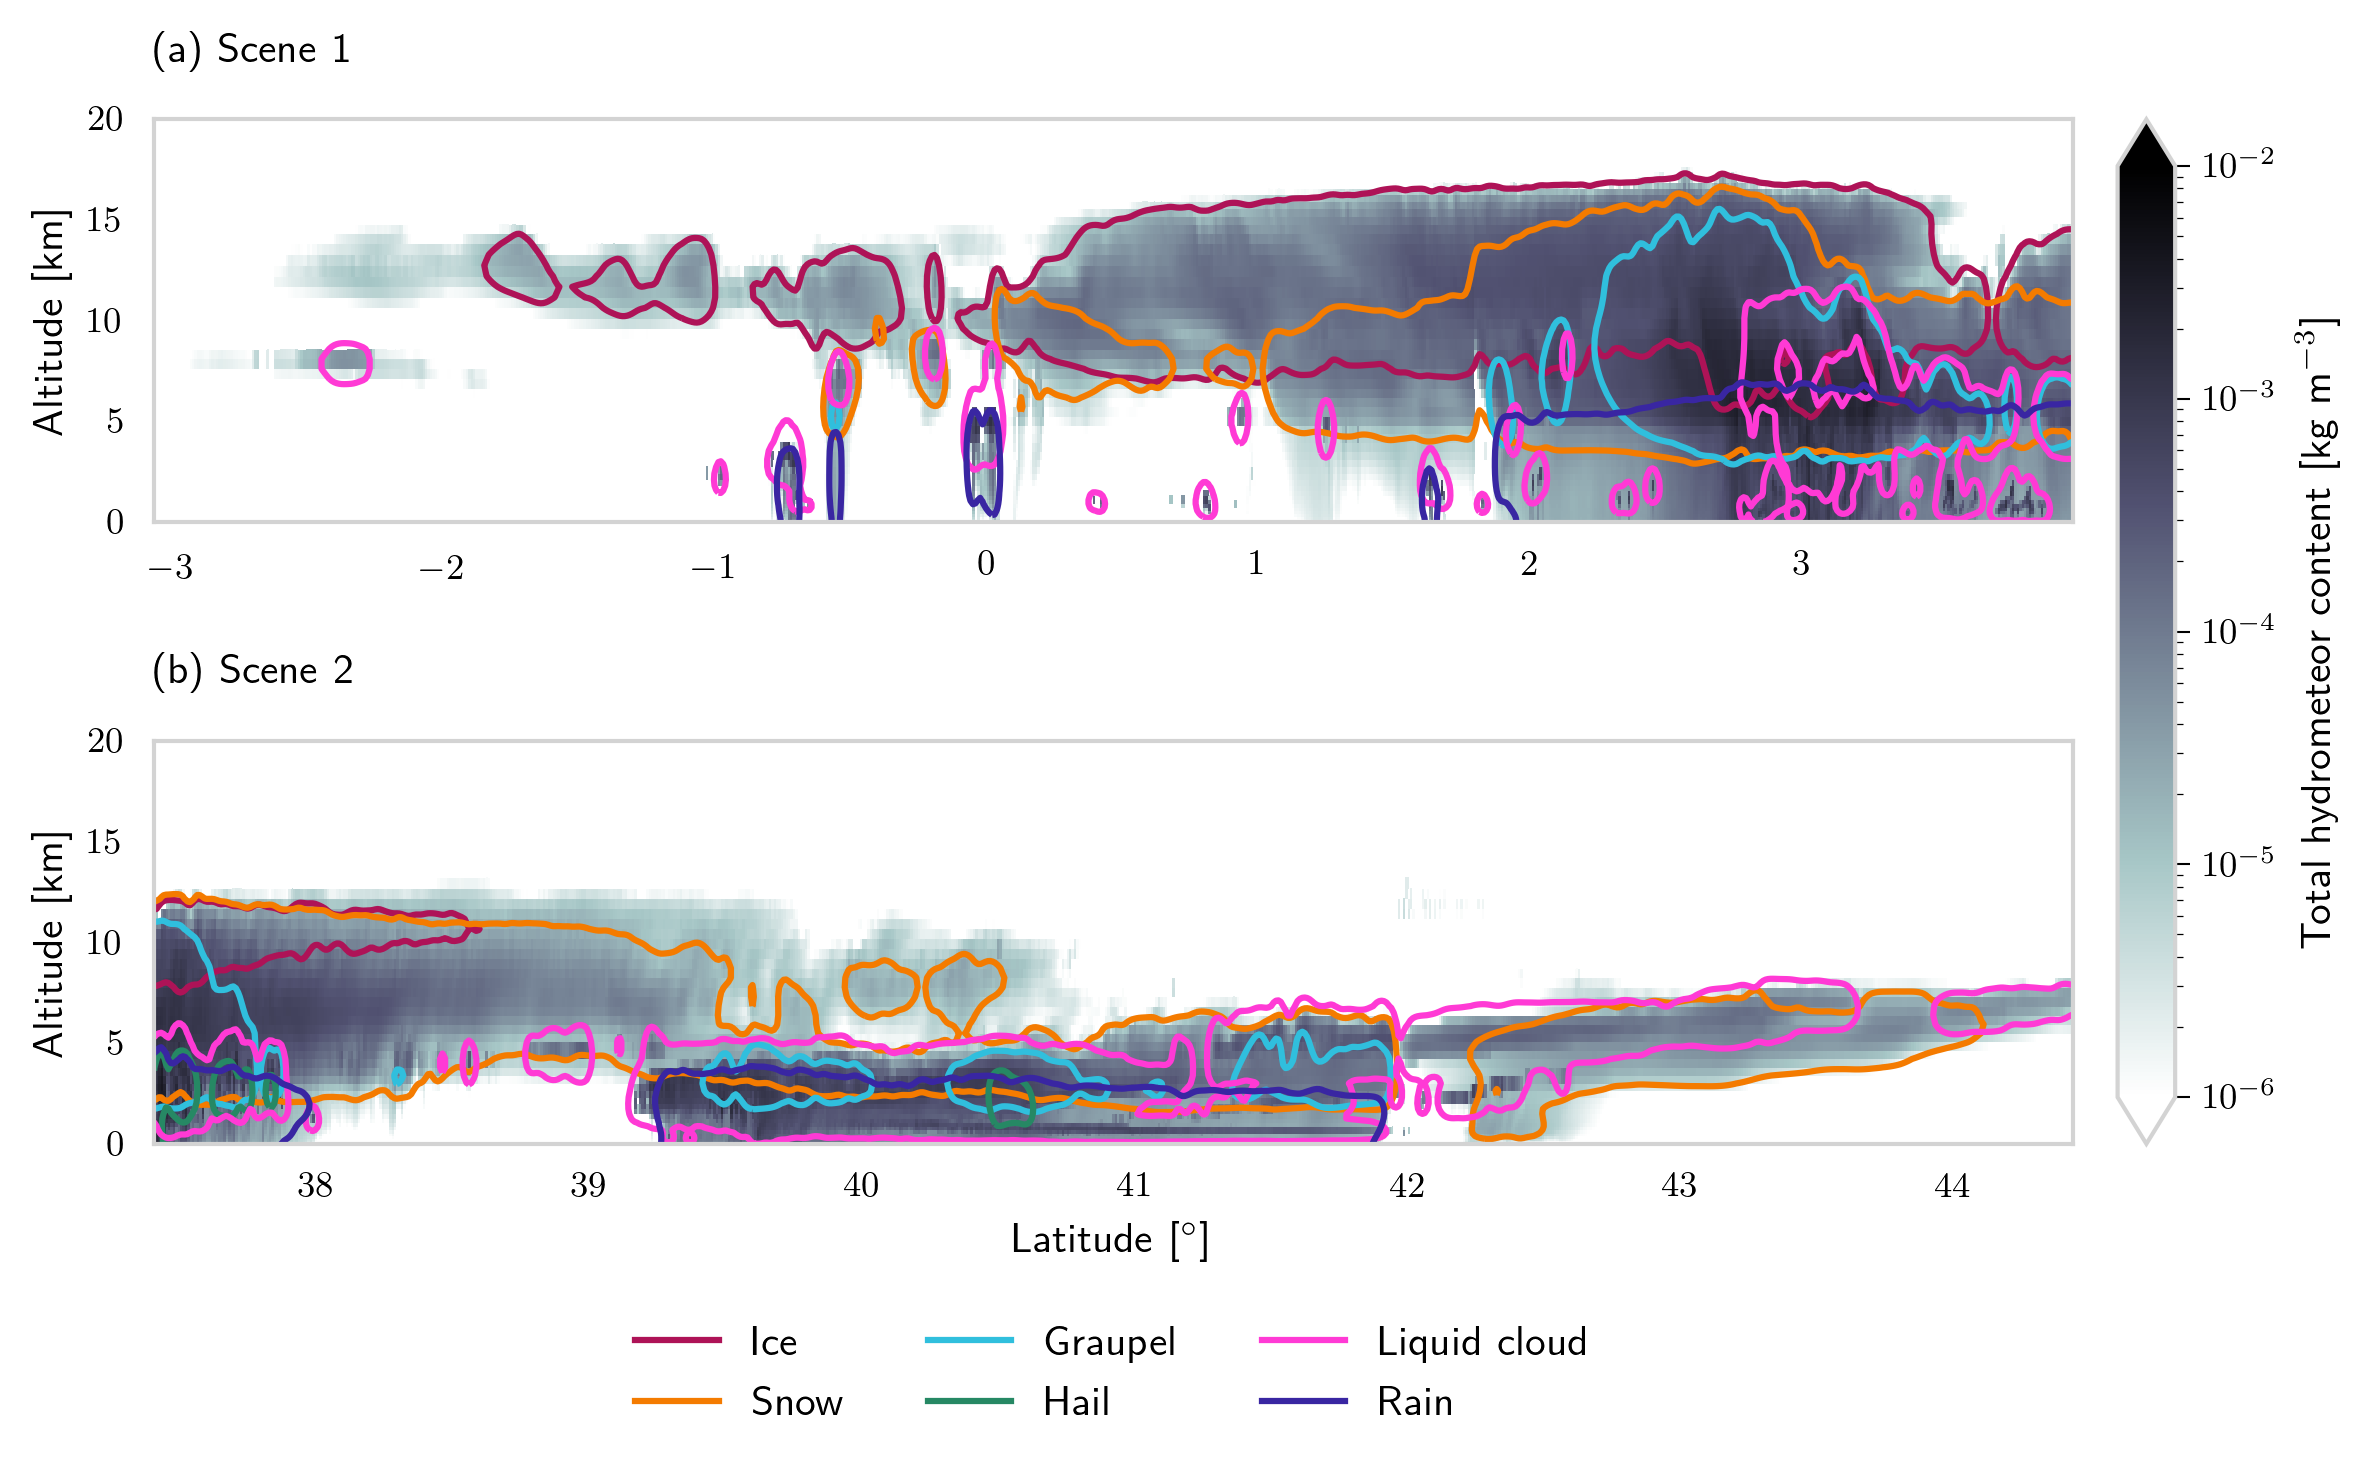 (a) Scene 1
20
15
10
5
0
Altitude [km]
−3 −2 −1 0 1 2 3
(b) Scene 2
20
15
10
5
0
Altitude [km]
38 39 40 41 42 43 44
Latitude [°]
10⁻²
10⁻³
10⁻⁴
10⁻⁵
10⁻⁶
Total hydrometeor content [kg m⁻³]
Ice Graupel Liquid cloud
Snow Hail Rain